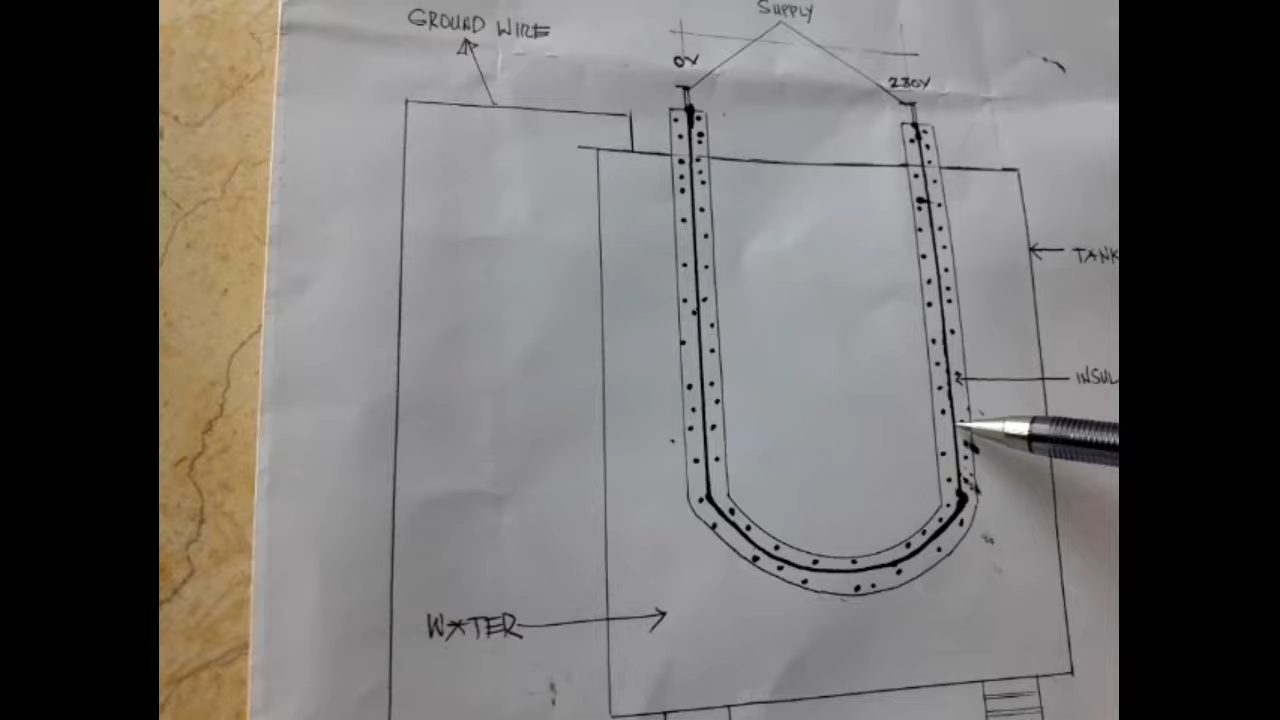 SUPPLY
GROUND WIRE
0V
230V
TANK
INSUL
WATER